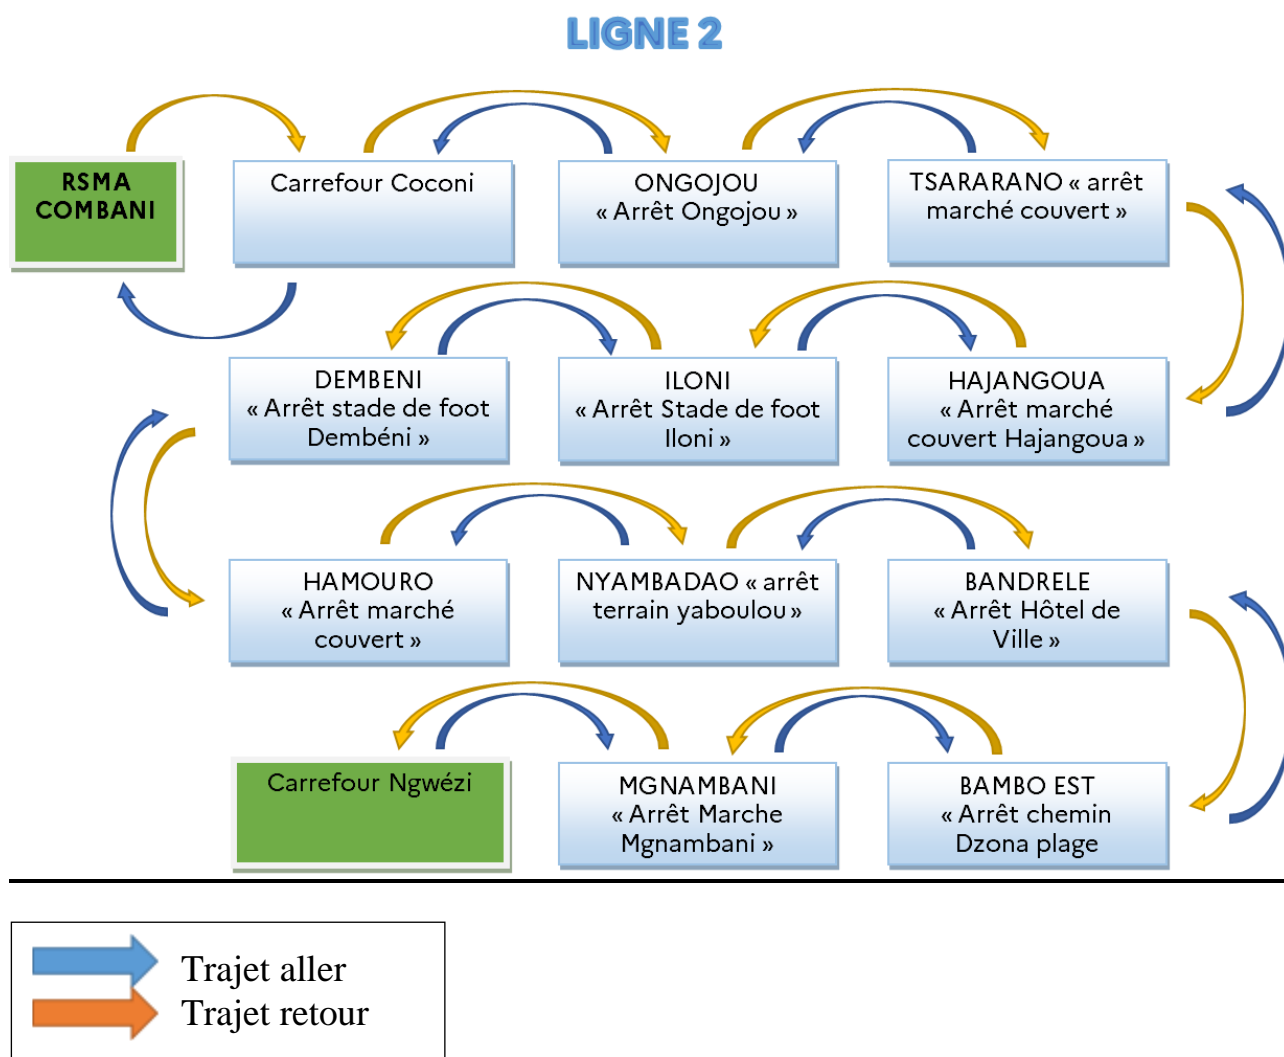 LIGNE 2
RSMA
COMBANI
Carrefour Coconi
ONGOJOU
« Arrêt Ongojou »
TSARARANO « arrêt
marché couvert »
DEMBENI
« Arrêt stade de foot
Dembéni »
ILONI
« Arrêt Stade de foot
Iloni »
HAJANGOUA
« Arrêt marché
couvert Hajangoua »
HAMOURO
« Arrêt marché
couvert »
NYAMBADAO « arrêt
terrain yaboulou »
BANDRELE
« Arrêt Hôtel de
Ville »
Carrefour Ngwézi
MGNAMBANI
« Arrêt Marche
Mgnambani »
BAMBO EST
« Arrêt chemin
Dzona plage
Trajet aller
Trajet retour